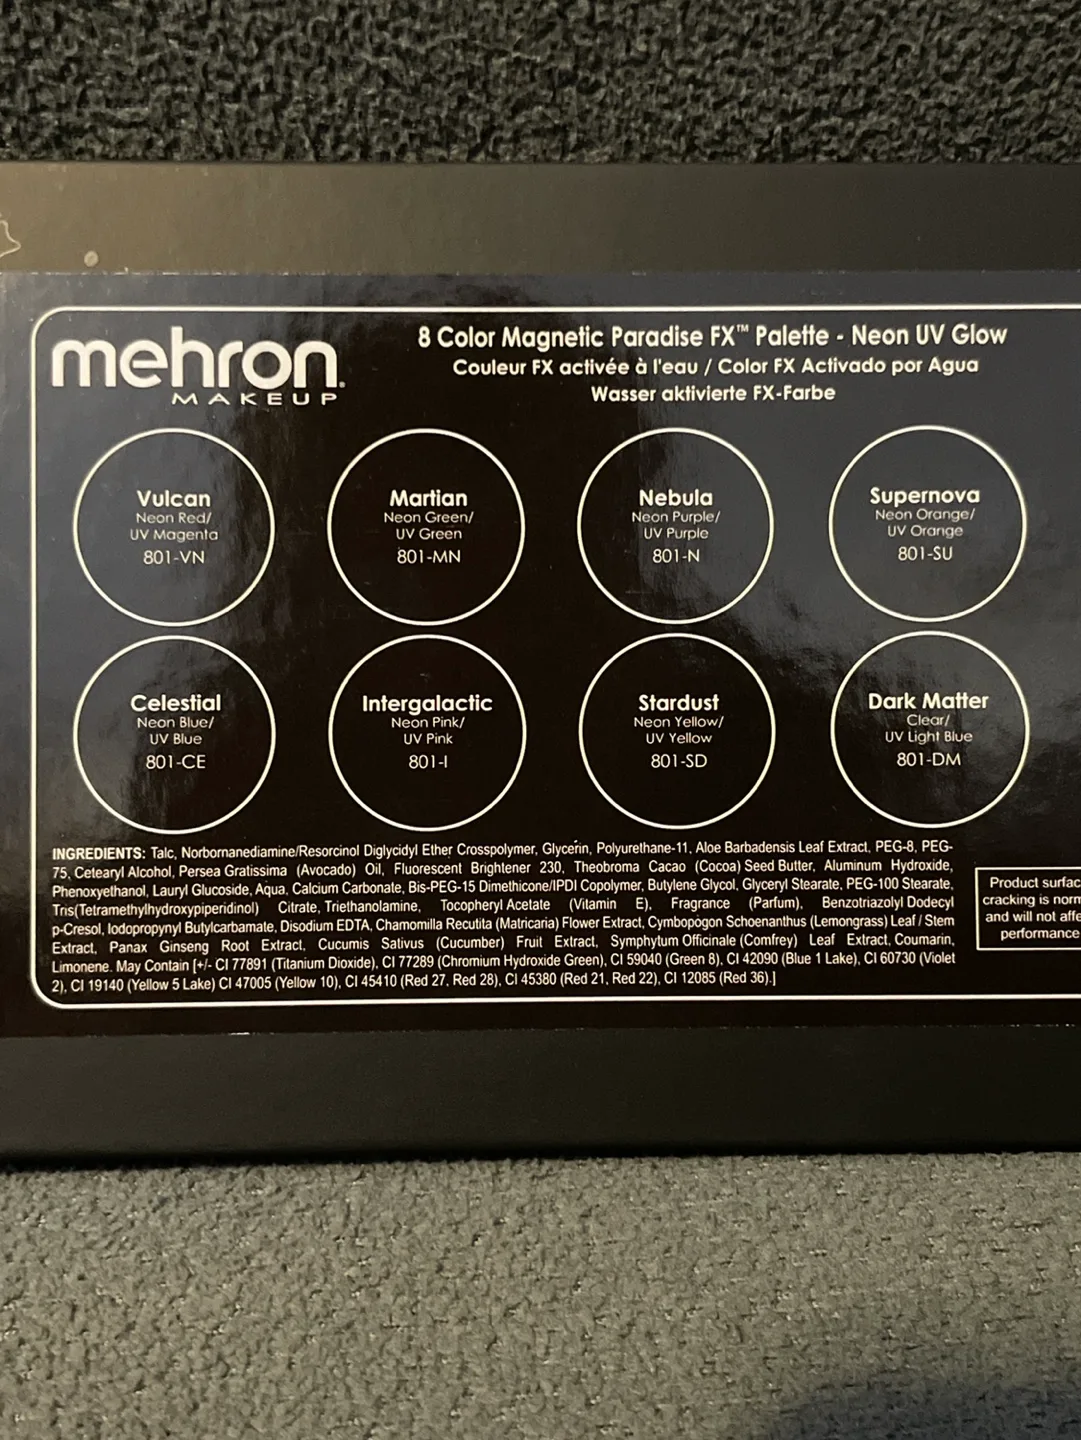 mehron.
MAKEUP
8 Color Magnetic Paradise FX™ Palette - Neon UV Glow
Couleur FX activée à l'eau / Color FX Activado por Agua
Wasser aktivierte FX-Farbe
Vulcan
Neon Red/
UV Magenta
801-VN
Martian
Neon Green/
UV Green
801-MN
Nebula
Neon Purple/
UV Purple
801-N
Supernova
Neon Orange/
UV Orange
801-SU
Celestial
Neon Blue/
UV Blue
801-CE
Intergalactic
Neon Pink/
UV Pink
801-I
Stardust
Neon Yellow/
UV Yellow
801-SD
Dark Matter
Clear/
UV Light Blue
801-DM
INGREDIENTS: Talc, Norbornanediamine/Resorcinol Diglycidyl Ether Crosspolymer, Glycerin, Polyurethane-11, Aloe Barbadensis Leaf Extract, PEG-8, PEG-
75, Cetearyl Alcohol, Persea Gratissima (Avocado) Oil, Fluorescent Brightener 230, Theobroma Cacao (Cocoa) Seed Butter, Aluminum Hydroxide,
Phenoxyethanol, Lauryl Glucoside, Aqua, Calcium Carbonate, Bis-PEG-15 Dimethicone/IPDI Copolymer, Butylene Glycol, Glyceryl Stearate, PEG-100 Stearate,
Tris(Tetramethylhydroxypiperidinol) Citrate, Triethanolamine, Tocopheryl Acetate (Vitamin E), Fragrance (Parfum), Benzotriazolyl Dodecyl
p-Cresol, Iodopropynyl Butylcarbamate, Disodium EDTA, Chamomilla Recutita (Matricaria) Flower Extract, Cymbopogon Schoenanthus (Lemongrass) Leaf / Stem
Extract, Panax Ginseng Root Extract, Cucumis Sativus (Cucumber) Fruit Extract, Symphytum Officinale (Comfrey) Leaf Extract, Coumarin,
Limonene. May Contain [+/- CI 77891 (Titanium Dioxide), CI 77289 (Chromium Hydroxide Green), CI 59040 (Green 8), CI 42090 (Blue 1 Lake), CI 60730 (Violet
2), CI 19140 (Yellow 5 Lake) CI 47005 (Yellow 10), CI 45410 (Red 27, Red 28), CI 45380 (Red 21, Red 22), CI 12085 (Red 36).]
Product surfac
cracking is norm
and will not affe
performance